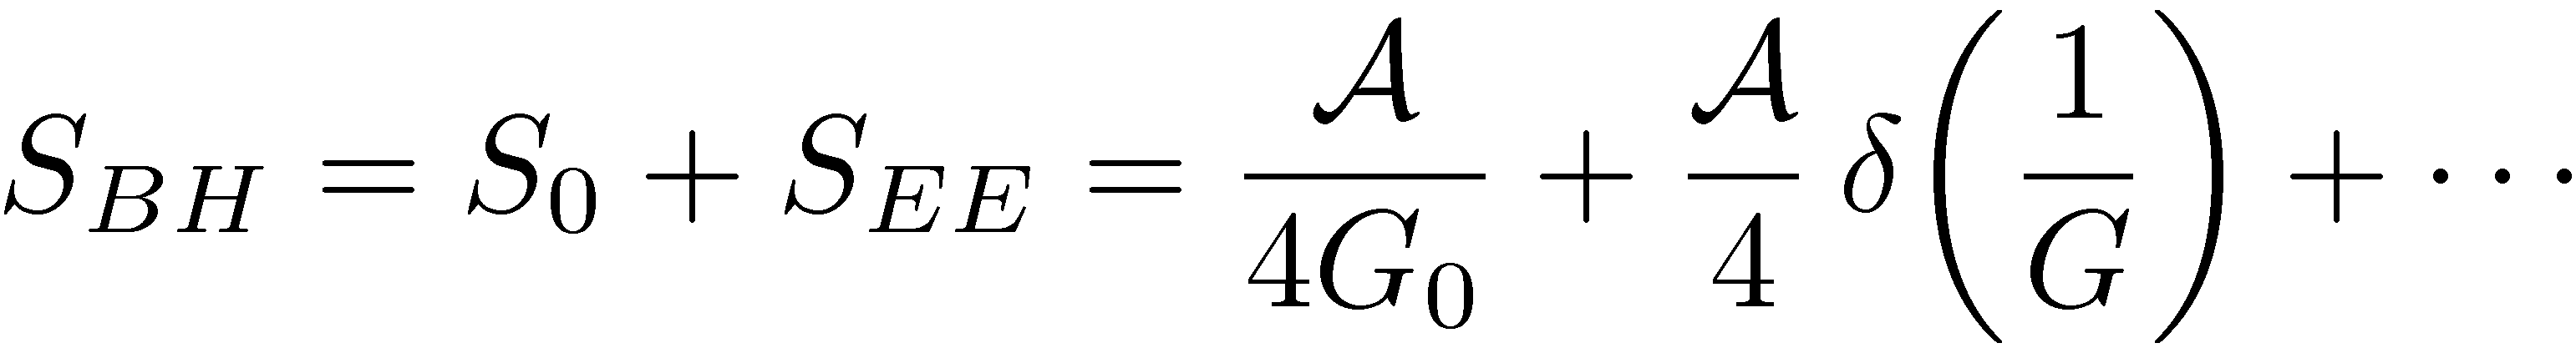 $S_{BH} = S_0 + S_{EE} = \frac{\mathcal{A}}{4G_0} + \frac{\mathcal{A}}{4} \, \delta\left(\frac{1}{G}\right) + \cdots$